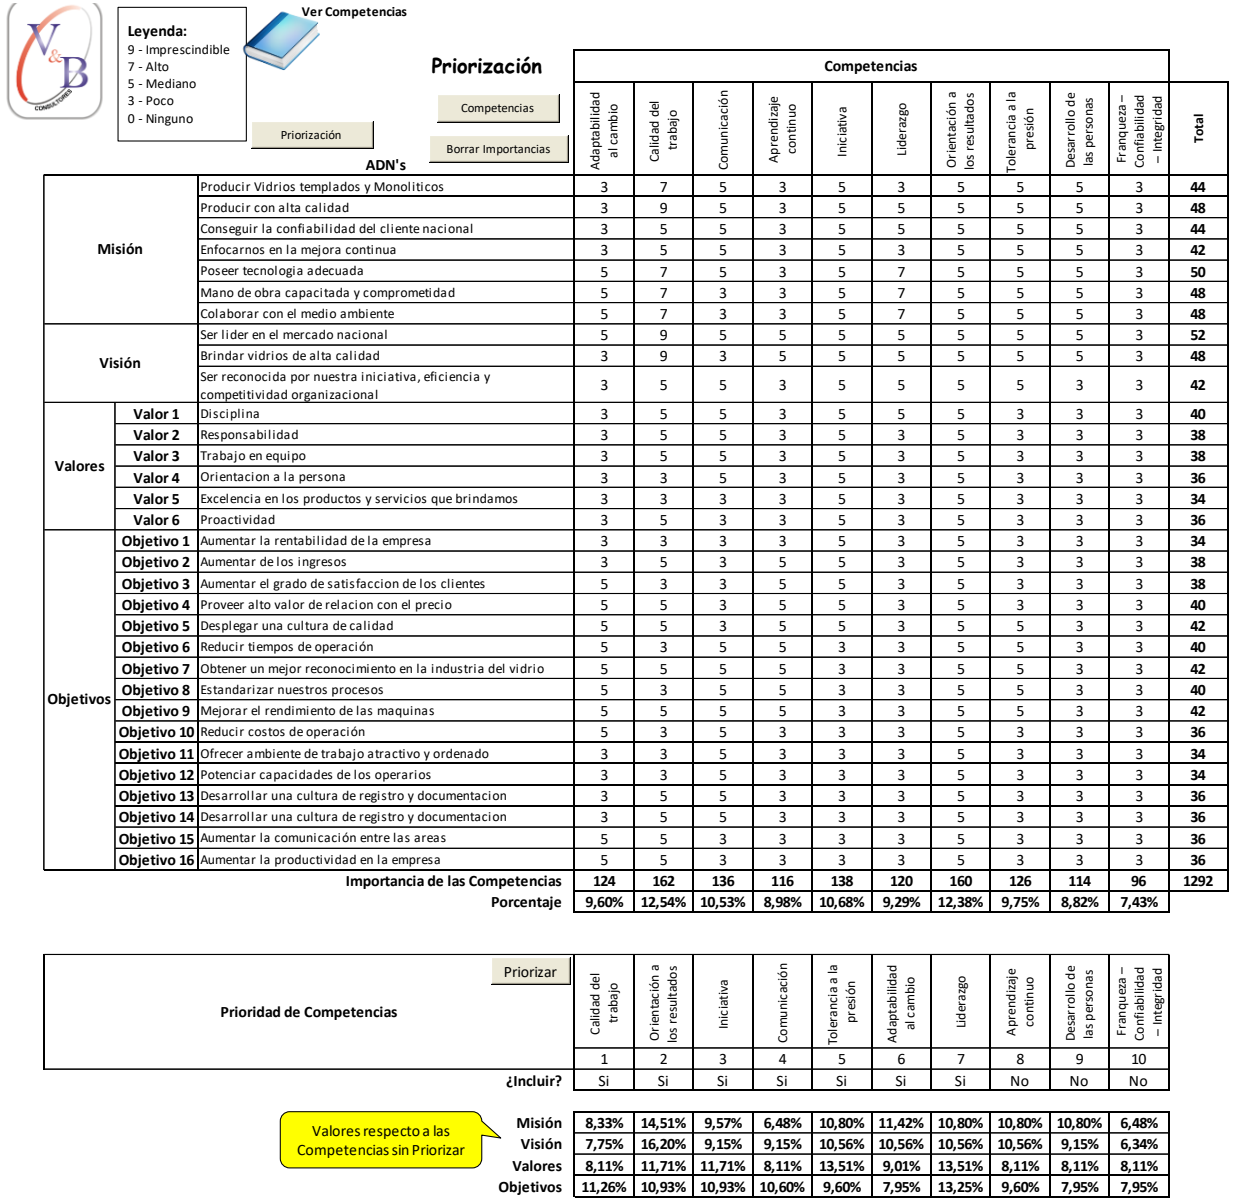 V&B
CONSULTORES
Leyenda:
9 - Imprescindible
7 - Alto
5 - Mediano
3 - Poco
0 - Ninguno
Ver Competencias
Priorización
Priorización
Competencias
Borrar Importancias
ADN's
Competencias
Adaptabilidad al cambio
Calidad del trabajo
Comunicación
Aprendizaje continuo
Iniciativa
Liderazgo
Orientación a los resultados
Tolerancia a la presión
Desarrollo de las personas
Franqueza – Confiabilidad – Integridad
Total
Misión
Producir Vidrios templados y Monoliticos 3 7 5 3 5 3 5 5 5 3 44
Producir con alta calidad 3 9 5 3 5 5 5 5 5 3 48
Conseguir la confiabilidad del cliente nacional 3 5 5 3 5 5 5 5 5 3 44
Enfocarnos en la mejora continua 3 5 5 3 5 3 5 5 5 3 42
Poseer tecnologia adecuada 5 7 5 3 5 7 5 5 5 3 50
Mano de obra capacitada y comprometidad 5 7 3 3 5 7 5 5 5 3 48
Colaborar con el medio ambiente 5 7 3 3 5 7 5 5 5 3 48
Visión
Ser lider en el mercado nacional 5 9 5 5 5 5 5 5 5 3 52
Brindar vidrios de alta calidad 3 9 3 5 5 5 5 5 5 3 48
Ser reconocida por nuestra iniciativa, eficiencia y
competitividad organizacional 3 5 5 3 5 5 5 5 3 3 42
Valores
Valor 1 Disciplina 3 5 5 3 5 5 5 3 3 3 40
Valor 2 Responsabilidad 3 5 5 3 5 3 5 3 3 3 38
Valor 3 Trabajo en equipo 3 5 5 3 5 3 5 3 3 3 38
Valor 4 Orientacion a la persona 3 3 5 3 5 3 5 3 3 3 36
Valor 5 Excelencia en los productos y servicios que brindamos 3 3 3 3 5 3 5 3 3 3 34
Valor 6 Proactividad 3 5 3 3 5 3 5 3 3 3 36
Objetivos
Objetivo 1 Aumentar la rentabilidad de la empresa 3 3 3 3 5 3 5 3 3 3 34
Objetivo 2 Aumentar de los ingresos 3 5 3 5 5 3 5 3 3 3 38
Objetivo 3 Aumentar el grado de satisfaccion de los clientes 5 3 3 5 5 3 5 3 3 3 38
Objetivo 4 Proveer alto valor de relacion con el precio 5 5 3 5 5 3 5 3 3 3 40
Objetivo 5 Desplegar una cultura de calidad 5 5 3 5 5 3 5 5 3 3 42
Objetivo 6 Reducir tiempos de operación 5 3 5 5 3 3 5 5 3 3 40
Objetivo 7 Obtener un mejor reconocimiento en la industria del vidrio 5 5 5 5 3 3 5 5 3 3 42
Objetivo 8 Estandarizar nuestros procesos 5 3 5 5 3 3 5 5 3 3 40
Objetivo 9 Mejorar el rendimiento de las maquinas 5 5 5 5 3 3 5 5 3 3 42
Objetivo 10 Reducir costos de operación 5 3 5 3 3 3 5 3 3 3 36
Objetivo 11 Ofrecer ambiente de trabajo atractivo y ordenado 3 3 5 3 3 3 5 3 3 3 34
Objetivo 12 Potenciar capacidades de los operarios 3 3 5 3 3 3 5 3 3 3 34
Objetivo 13 Desarrollar una cultura de registro y documentacion 3 5 5 3 3 3 5 3 3 3 36
Objetivo 14 Desarrollar una cultura de registro y documentacion 3 5 5 3 3 3 5 3 3 3 36
Objetivo 15 Aumentar la comunicación entre las areas 5 5 3 3 3 3 5 3 3 3 36
Objetivo 16 Aumentar la productividad en la empresa 5 5 3 3 3 3 5 3 3 3 36
Importancia de las Competencias 124 162 136 116 138 120 160 126 114 96 1292
Porcentaje 9,60% 12,54% 10,53% 8,98% 10,68% 9,29% 12,38% 9,75% 8,82% 7,43%
Priorizar
Prioridad de Competencias
Calidad del trabajo
Orientación a los resultados
Iniciativa
Comunicación
Tolerancia a la presión
Adaptabilidad al cambio
Liderazgo
Aprendizaje continuo
Desarrollo de las personas
Franqueza – Confiabilidad – Integridad
1 2 3 4 5 6 7 8 9 10
¿Incluir? Si Si Si Si Si Si Si No No No
Valores respecto a las
Competencias sin Priorizar
Misión 8,33% 14,51% 9,57% 6,48% 10,80% 11,42% 10,80% 10,80% 10,80% 6,48%
Visión 7,75% 16,20% 9,15% 9,15% 10,56% 10,56% 10,56% 10,56% 9,15% 6,34%
Valores 8,11% 11,71% 11,71% 8,11% 13,51% 9,01% 13,51% 8,11% 8,11% 8,11%
Objetivos 11,26% 10,93% 10,93% 10,60% 9,60% 7,95% 13,25% 9,60% 7,95% 7,95%